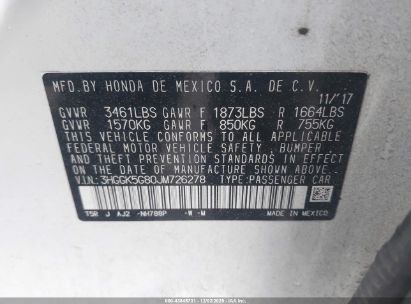 MFD.BY HONDA DE MEXICO S.A. DE C.V.
11/'17
GVWR 3461LBS GAWR F 1873LBS R 1664LBS
GVWR 1570KG GAWR F 850KG R 755KG
THIS VEHICLE CONFORMS TO ALL APPLICABLE
FEDERAL MOTOR VEHICLE SAFETY, BUMPER,
AND THEFT PREVENTION STANDARDS IN EFFECT
ON THE DATE OF MANUFACTURE SHOWN ABOVE.
V.I.N:3HGGK5G80JM726278 TYPE:PASSENGER CAR
T5R J AJ2 -NH788P -W -M
MADE IN MEXICO